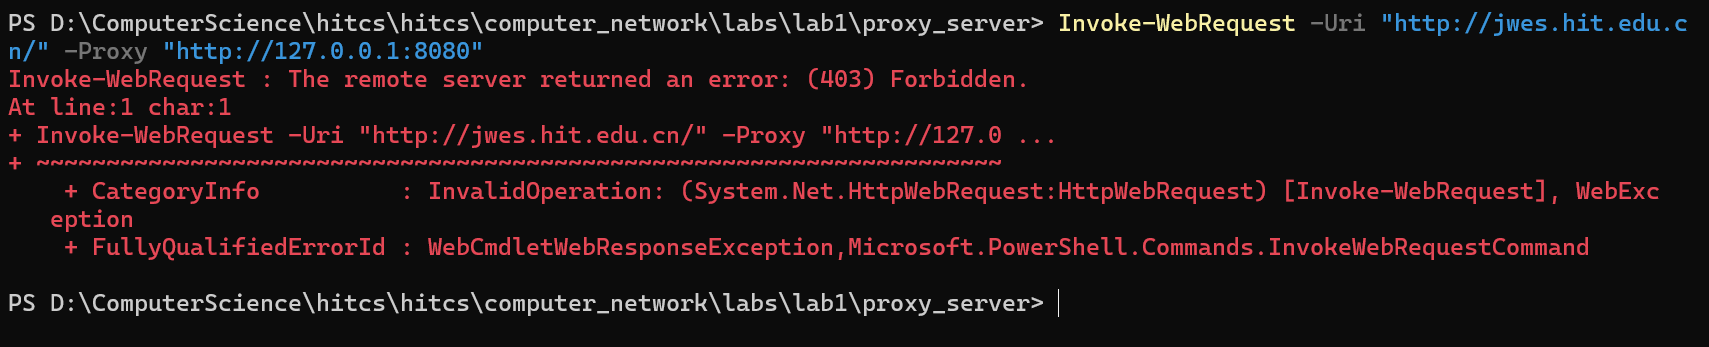 PS D:\ComputerScience\hitcs\hitcs\computer_network\labs\lab1\proxy_server> Invoke-WebRequest -Uri "http://jwes.hit.edu.c
n/" -Proxy "http://127.0.0.1:8080"
Invoke-WebRequest : The remote server returned an error: (403) Forbidden.
At line:1 char:1
+ Invoke-WebRequest -Uri "http://jwes.hit.edu.cn/" -Proxy "http://127.0 ...
+ ~~~~~~~~~~~~~~~~~~~~~~~~~~~~~~~~~~~~~~~~~~~~~~~~~~~~~~~~~~~~~~~~~~~~~
    + CategoryInfo          : InvalidOperation: (System.Net.HttpWebRequest:HttpWebRequest) [Invoke-WebRequest], WebExc
   eption
    + FullyQualifiedErrorId : WebCmdletWebResponseException,Microsoft.PowerShell.Commands.InvokeWebRequestCommand
PS D:\ComputerScience\hitcs\hitcs\computer_network\labs\lab1\proxy_server>